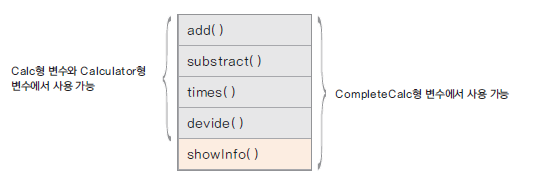 add( )
substract( )
times( )
devide( )
showInfo( )
Calc형 변수와 Calculator형
변수에서 사용 가능
CompleteCalc형 변수에서 사용 가능